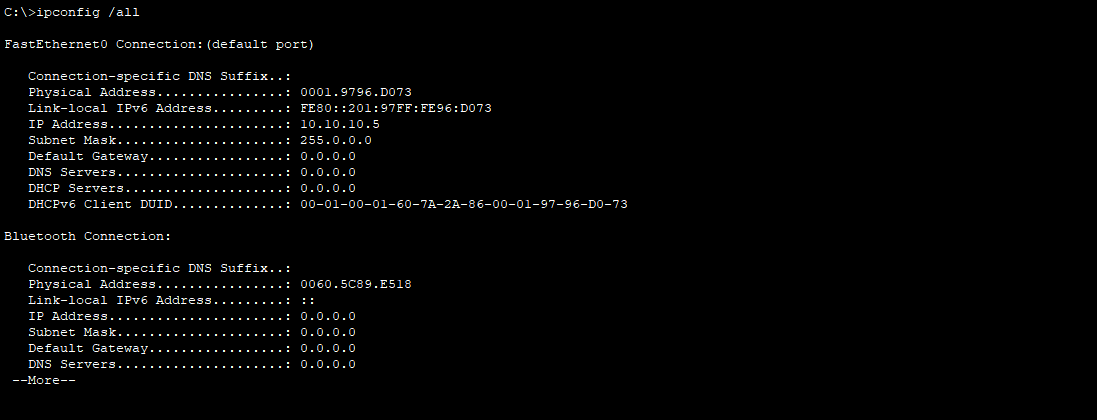 C:\>ipconfig /all
FastEthernet0 Connection:(default port)
Connection-specific DNS Suffix..:
Physical Address................: 0001.9796.D073
Link-local IPv6 Address.........: FE80::201:97FF:FE96:D073
IP Address......................: 10.10.10.5
Subnet Mask.....................: 255.0.0.0
Default Gateway.................: 0.0.0.0
DNS Servers.....................: 0.0.0.0
DHCP Servers....................: 0.0.0.0
DHCPv6 Client DUID..............: 00-01-00-01-60-7A-2A-86-00-01-97-96-D0-73
Bluetooth Connection:
Connection-specific DNS Suffix..:
Physical Address................: 0060.5C89.E518
Link-local IPv6 Address.........: ::
IP Address......................: 0.0.0.0
Subnet Mask.....................: 0.0.0.0
Default Gateway.................: 0.0.0.0
DNS Servers.....................: 0.0.0.0
--More--